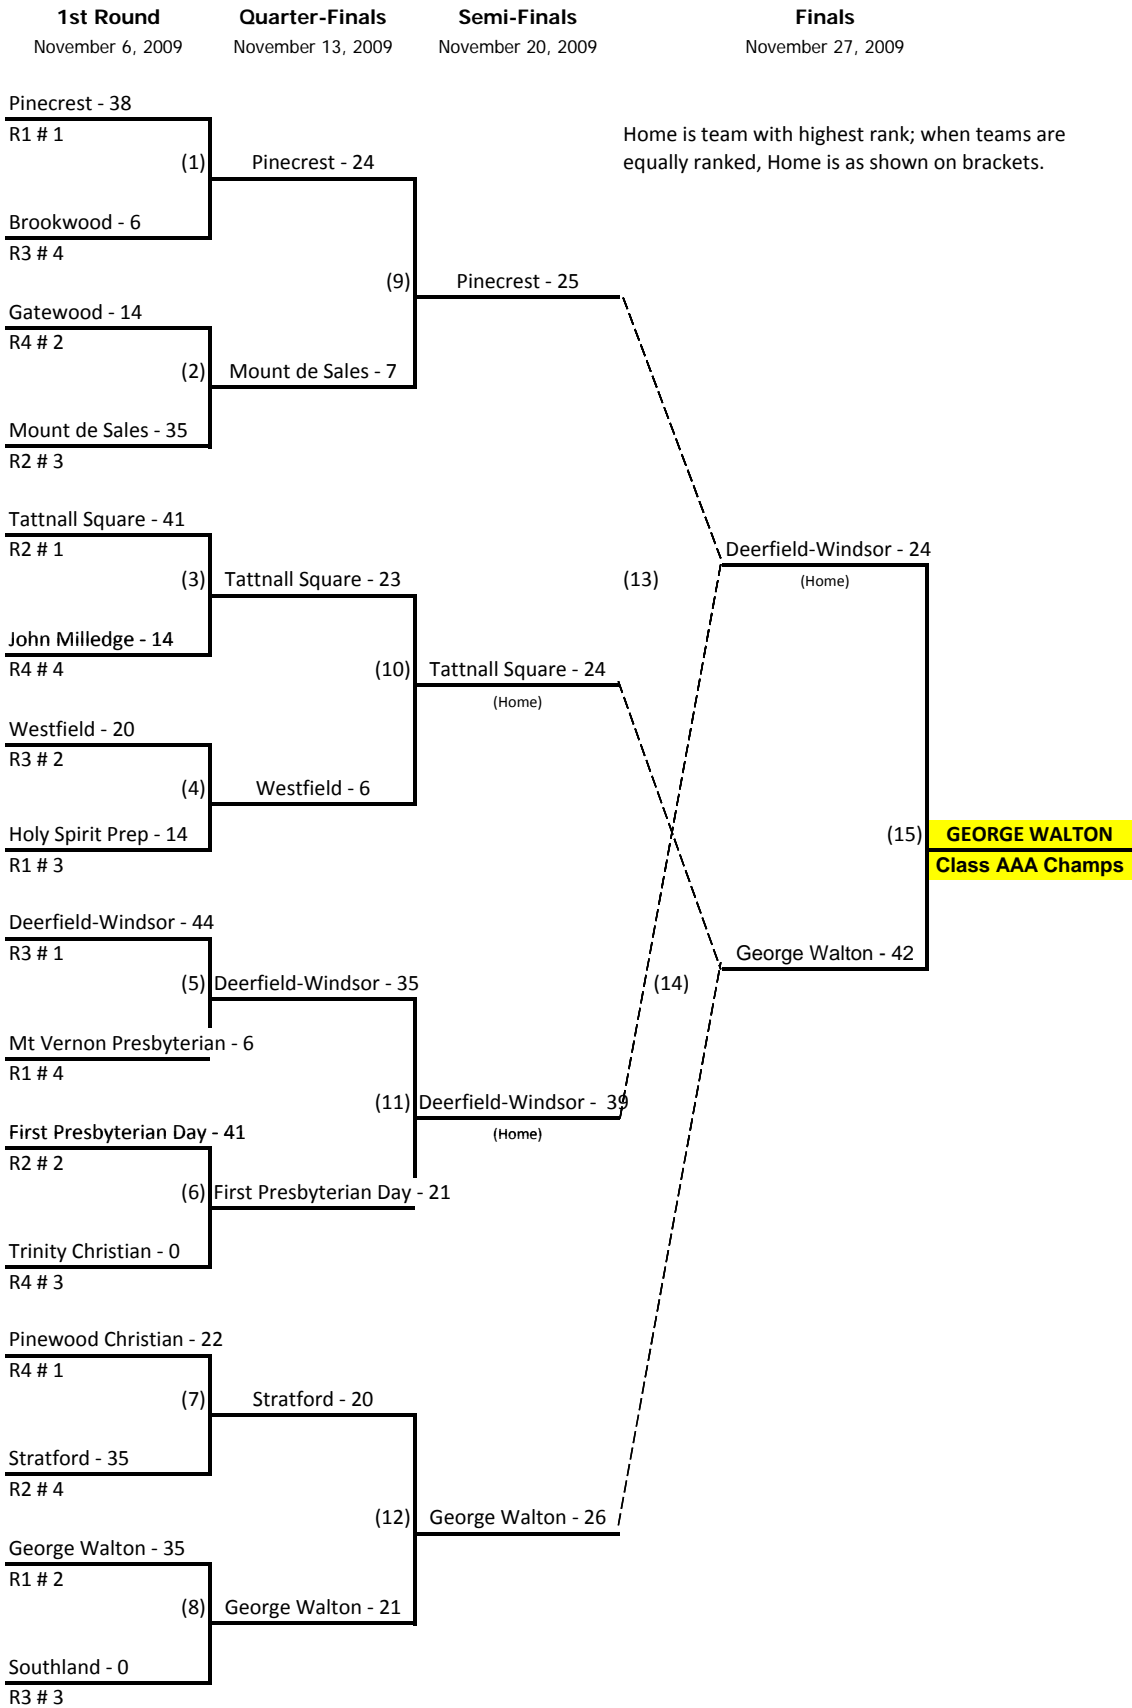 1st Round
Quarter-Finals
Semi-Finals
Finals
November 6, 2009
November 13, 2009
November 20, 2009
November 27, 2009
Home is team with highest rank; when teams are
equally ranked, Home is as shown on brackets.
Pinecrest - 38
R1 # 1
(1)
Pinecrest - 24
Brookwood - 6
R3 # 4
(9)
Pinecrest - 25
Gatewood - 14
R4 # 2
(2)
Mount de Sales - 7
Mount de Sales - 35
R2 # 3
Tattnall Square - 41
R2 # 1
(3)
Tattnall Square - 23
(13)
Deerfield-Windsor - 24
(Home)
John Milledge - 14
R4 # 4
(10)
Tattnall Square - 24
(Home)
Westfield - 20
R3 # 2
(4)
Westfield - 6
Holy Spirit Prep - 14
R1 # 3
(15)
GEORGE WALTON
Class AAA Champs
Deerfield-Windsor - 44
R3 # 1
(5)
Deerfield-Windsor - 35
(14)
George Walton - 42
Mt Vernon Presbyterian - 6
R1 # 4
(11)
Deerfield-Windsor - 39
(Home)
First Presbyterian Day - 41
R2 # 2
(6)
First Presbyterian Day - 21
Trinity Christian - 0
R4 # 3
Pinewood Christian - 22
R4 # 1
(7)
Stratford - 20
Stratford - 35
R2 # 4
(12)
George Walton - 26
George Walton - 35
R1 # 2
(8)
George Walton - 21
Southland - 0
R3 # 3